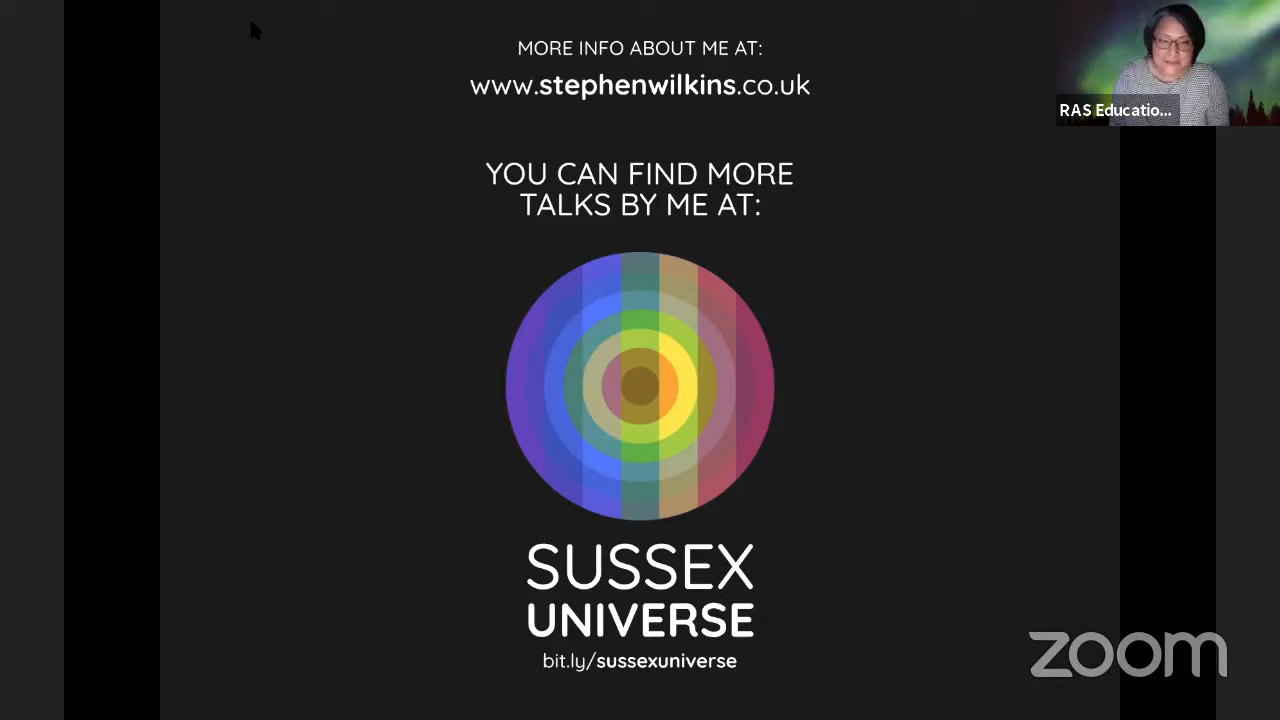 MORE INFO ABOUT ME AT:
www.stephenwilkins.co.uk
RAS Educatio...
YOU CAN FIND MORE
TALKS BY ME AT:
SUSSEX
UNIVERSE
bit.ly/sussexuniverse
zoom